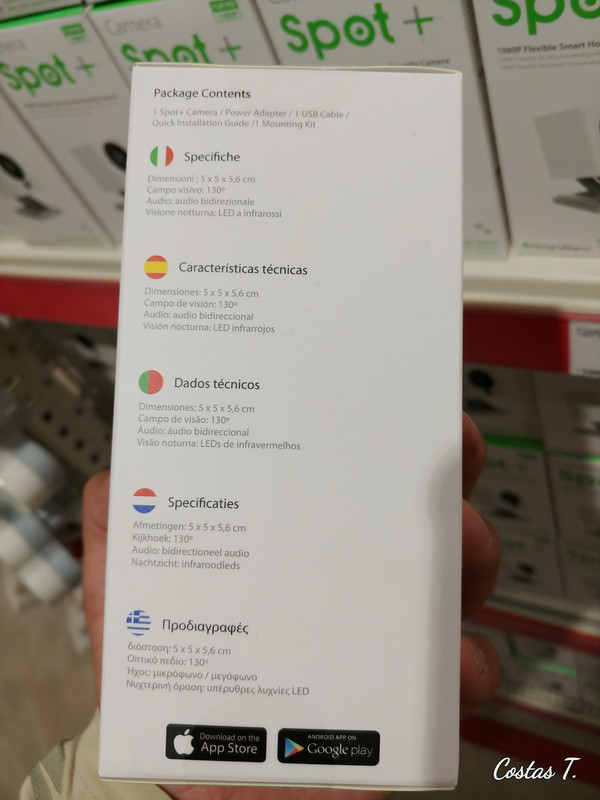 Camera
Spot+
Spot+
Spot+
1080P Flexible Smart
Package Contents
1 Spot+ Camera / Power Adapter / 1 USB Cable /
Quick Installation Guide /1 Mounting Kit
Specifiche
Dimensioni : 5 x 5 x 5,6 cm
Campo visivo: 130º
Audio: audio bidirezionale
Visione notturna: LED a infrarossi
Características técnicas
Dimensiones: 5 x 5 x 5,6 cm
Campo de visión: 130º
Audio: audio bidireccional
Visión nocturna: LED infrarrojos
Dados técnicos
Dimensiones: 5 x 5 x 5,6 cm
Campo de visão: 130º
Áudio: áudio bidireccional
Visão noturna: LEDs de infravermelhos
Specificaties
Afmetingen: 5 x 5 x 5,6 cm
Kijkhoek: 130º
Audio: bidirectioneel audio
Nachtzicht: infraroodleds
Προδιαγραφές
διάσταση: 5 x 5 x 5,6 cm
Οπτικό πεδίο: 130º
Ήχος: μικρόφωνο / μεγάφωνο
Νυχτερινή όραση: υπέρυθρες λυχνίες LED
Download on the
App Store
ANDROID APP ON
Google play
Costas T.